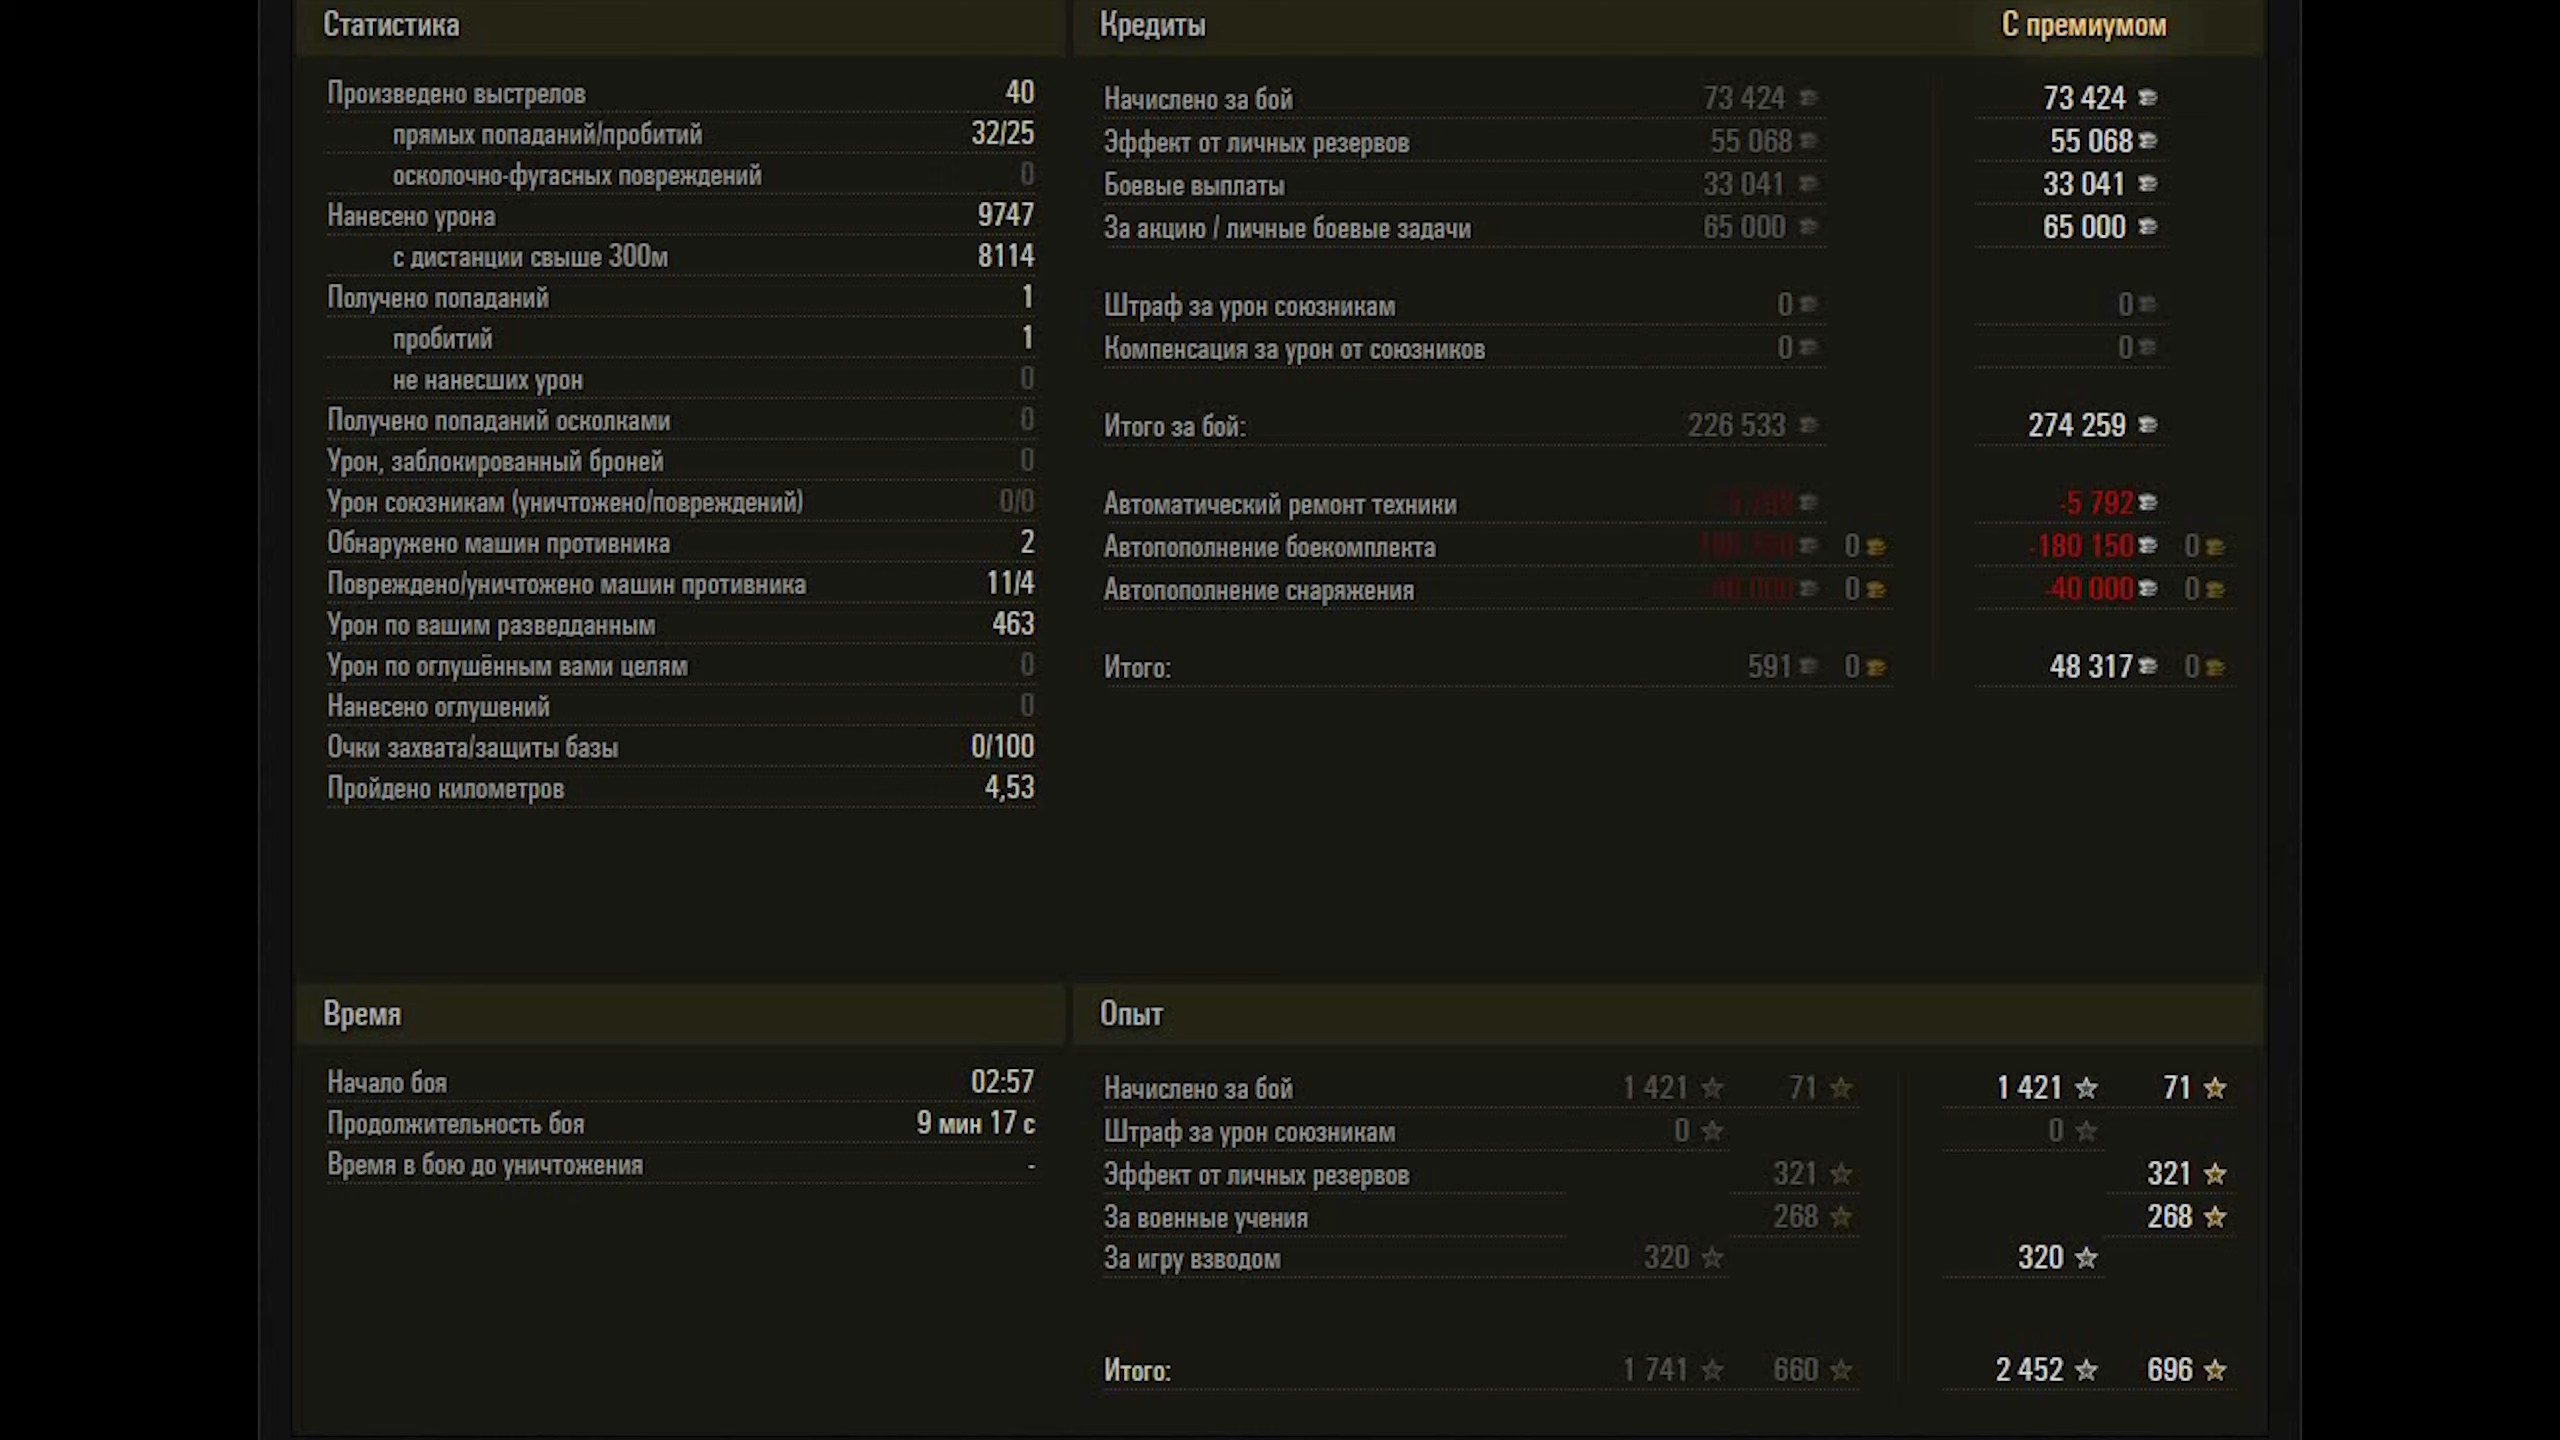 Статистика
Произведено выстрелов 40
прямых попаданий/пробитий 32/25
осколочно-фугасных повреждений 0
Нанесено урона 9747
с дистанции свыше 300м 8114
Получено попаданий 1
пробитий 1
не нанесших урон 0
Получено попаданий осколками 0
Урон, заблокированный броней 0
Урон союзникам (уничтожено/повреждений) 0/0
Обнаружено машин противника 2
Повреждено/уничтожено машин противника 11/4
Урон по вашим разведданным 463
Урон по оглушённым вами целям 0
Нанесено оглушений 0
Очки захвата/защиты базы 0/100
Пройдено километров 4,53
Кредиты С премиумом
Начислено за бой 73 424 73 424
Эффект от личных резервов 55 068 55 068
Боевые выплаты 33 041 33 041
За акцию / личные боевые задачи 65 000 65 000
Штраф за урон союзникам 0 0
Компенсация за урон от союзников 0 0
Итого за бой: 226 533 274 259
Автоматический ремонт техники -5 792 -5 792
Автопополнение боекомплекта 0 -180 150 0
Автопополнение снаряжения -40 000 0 -40 000 0
Итого: 591 0 48 317 0
Время
Начало боя 02:57
Продолжительность боя 9 мин 17 с
Время в бою до уничтожения -
Опыт
Начислено за бой 1 421 71 1 421 71
Штраф за урон союзникам 0 0
Эффект от личных резервов 321 321
За военные учения 268 268
За игру взводом 320 320
Итого: 1 741 660 2 452 696